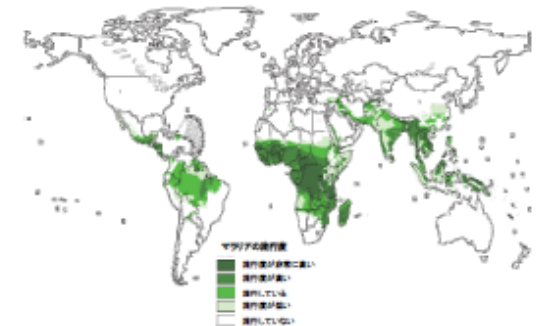 マラリアの流行度
流行度が非常に高い
流行度が高い
流行している
流行度が低い
流行していない